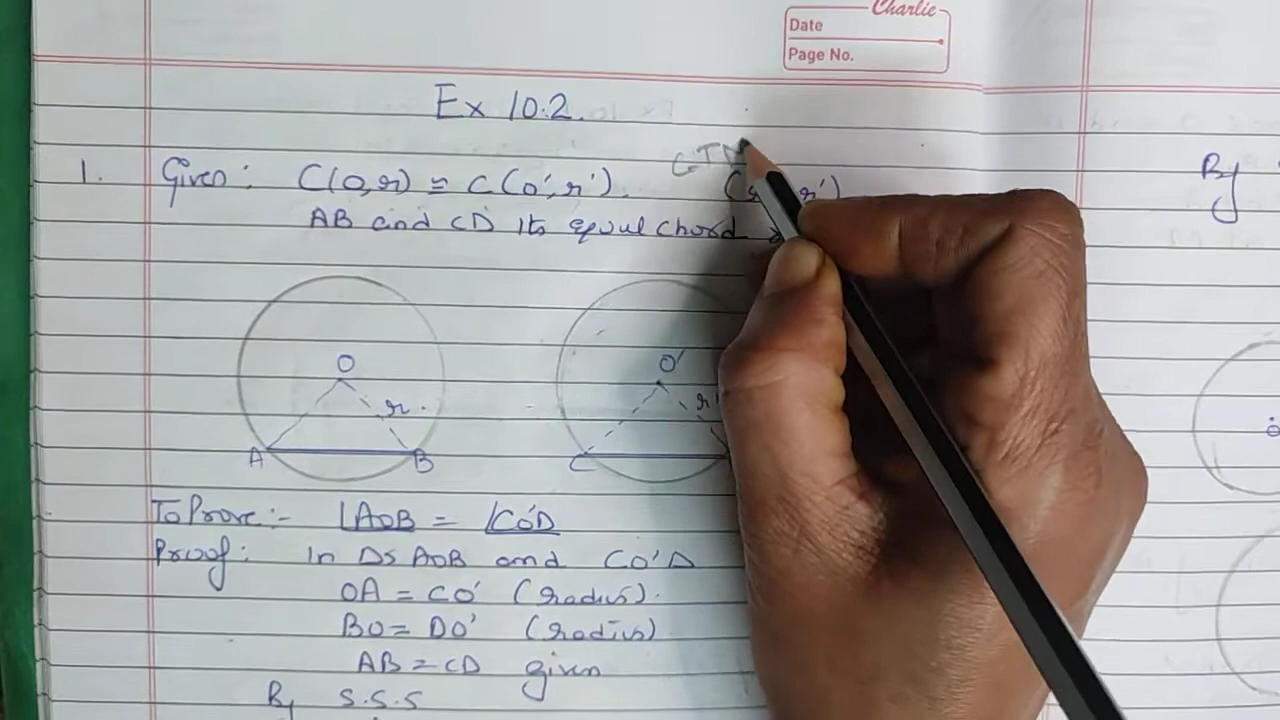 Charlie
Date
Page No.
Ex 10.2.
1. Given: C(O,r) ≅ C(O',r').
AB and CD its equal chord
By
O
O'
r.
r'
A
B
C
To Prove:- ∠AOB = ∠CO'D
Proof: In Δs AOB and CO'D
OA = CO' (radius).
BO = DO' (radius)
AB = CD given
By S.S.S